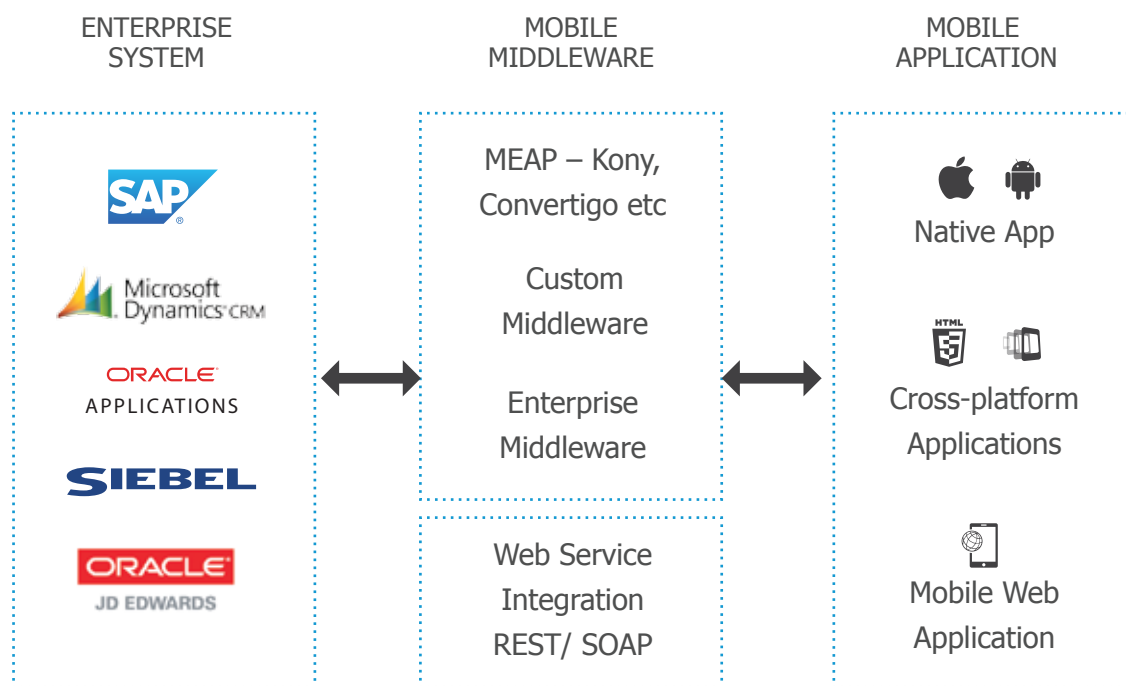 ENTERPRISE
SYSTEM
MOBILE
MIDDLEWARE
MOBILE
APPLICATION
SAP®
Microsoft
Dynamics CRM
ORACLE
APPLICATIONS
SIEBEL
ORACLE
JD EDWARDS
MEAP – Kony,
Convertigo etc
Custom
Middleware
Enterprise
Middleware
Web Service
Integration
REST/ SOAP
Native App
HTML
5
Cross-platform
Applications
Mobile Web
Application